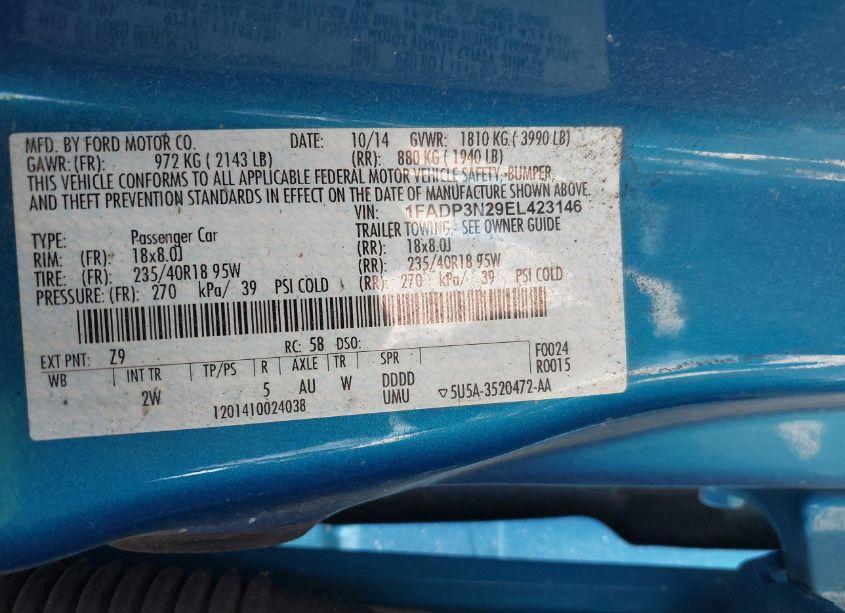 MFD. BY FORD MOTOR CO. DATE: 10/14 GVWR: 1810 KG.( 3990 LB)
GAWR: (FR): 972 KG ( 2143 LB) (RR): 880 KG ( 1940 LB)
THIS VEHICLE CONFORMS TO ALL APPLICABLE FEDERAL MOTOR VEHICLE SAFETY, BUMPER,
AND THEFT PREVENTION STANDARDS IN EFFECT ON THE DATE OF MANUFACTURE SHOWN ABOVE.
VIN: 1FADP3N29EL423146
TYPE: Passenger Car TRAILER TOWING - SEE OWNER GUIDE
RIM: (FR): 18x8.0J (RR): 18x8.0J
TIRE: (FR): 235/40R18 95W (RR): 235/40R18 95W
PRESSURE: (FR): 270 kPa/ 39 PSI COLD (RR): 270 kPa/ 39 PSI COLD
EXT PNT: Z9 RC: 58 DSO: F0024
WB INT TR TP/PS R AXLE TR SPR R0015
2W 5 AU W DDDD
1201410024038 UMU ▽5U5A-3520472-AA